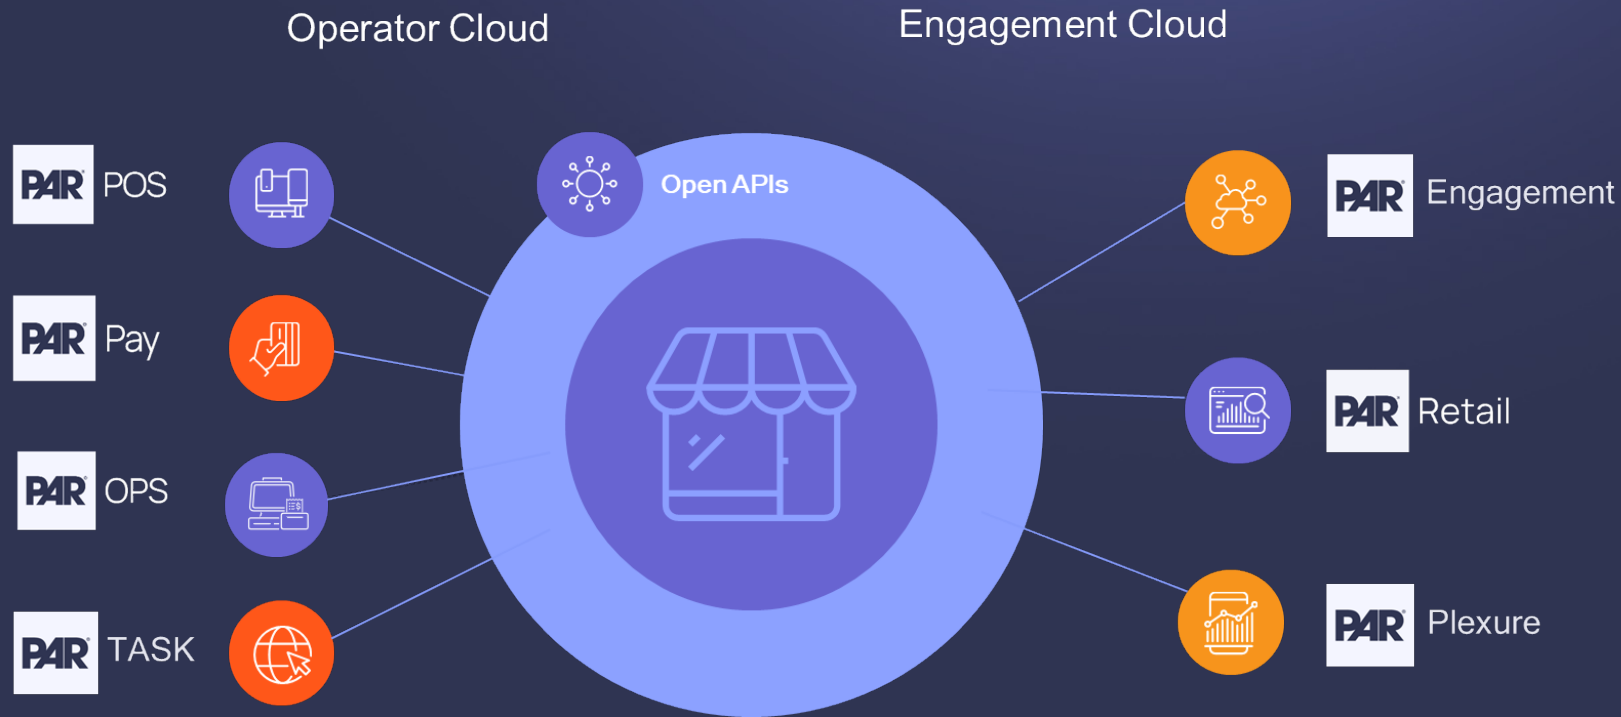 Operator Cloud
Engagement Cloud
PAR POS
Open APIs
PAR Engagement
PAR Pay
PAR Retail
PAR OPS
PAR Plexure
PAR TASK